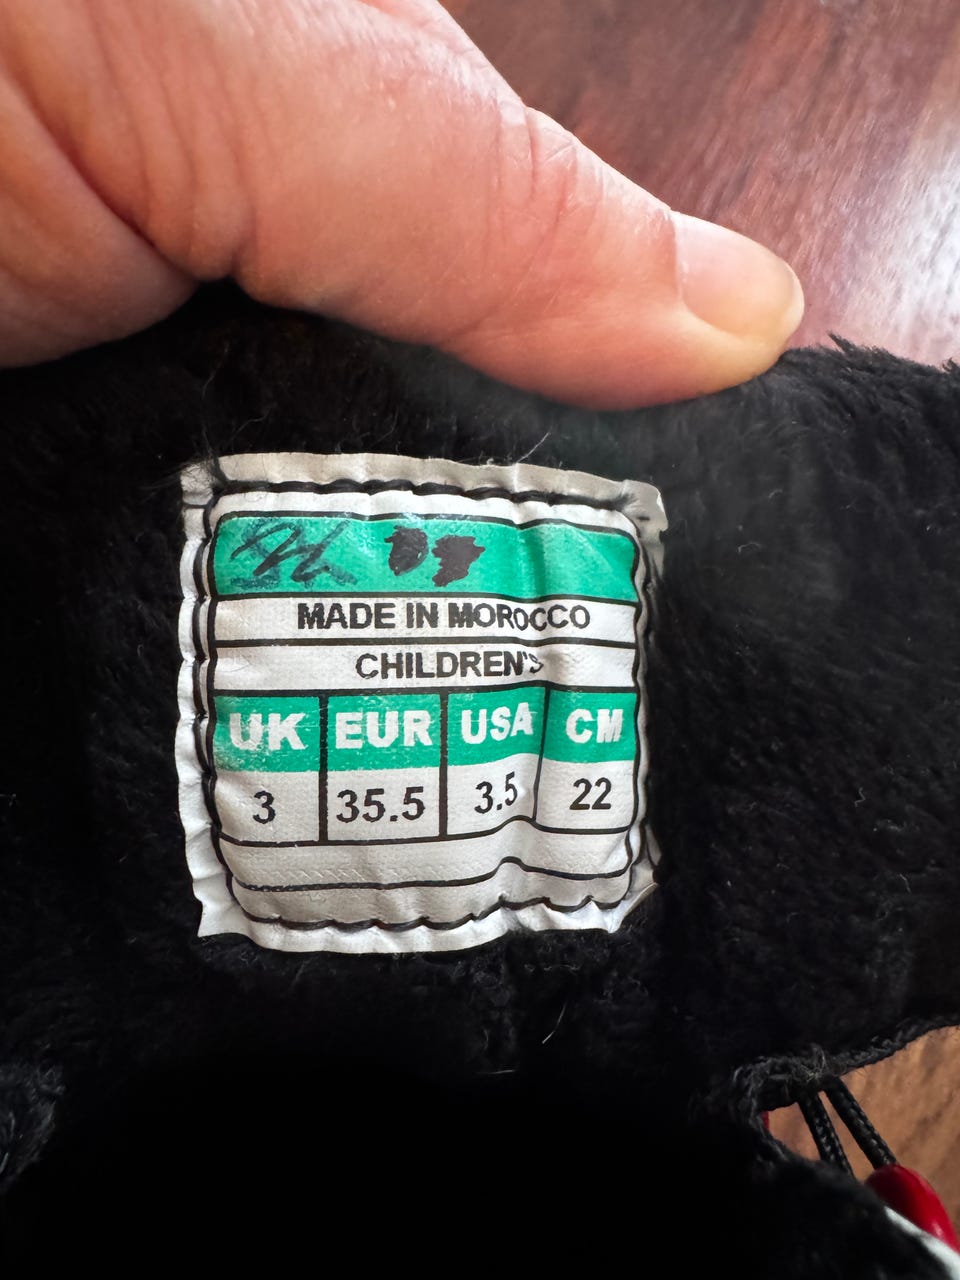 MADE IN MOROCCO
CHILDREN'S
UK EUR USA CM
3 35.5 3.5 22